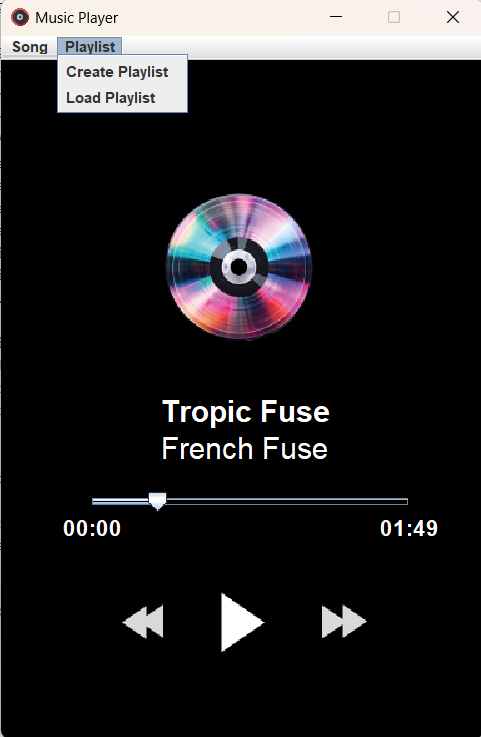 Music Player
Song Playlist
Create Playlist
Load Playlist
Tropic Fuse
French Fuse
00:00 01:49